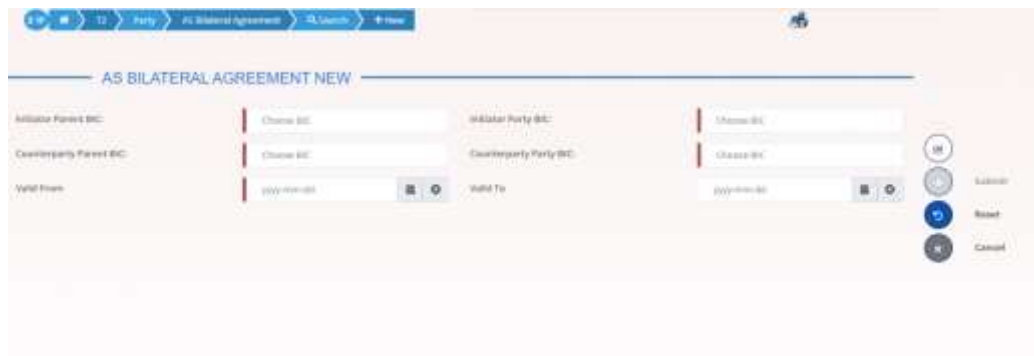 T2 Party AS Bilateral Agreement Search New
AS BILATERAL AGREEMENT NEW
Initiator Parent BIC: Choose BIC Initiator Party BIC: Choose BIC
Counterparty Parent BIC: Choose BIC Counterparty Party BIC: Choose BIC
Valid From: yyyy-mm-dd Valid To yyyy-mm-dd
Submit
Reset
Cancel